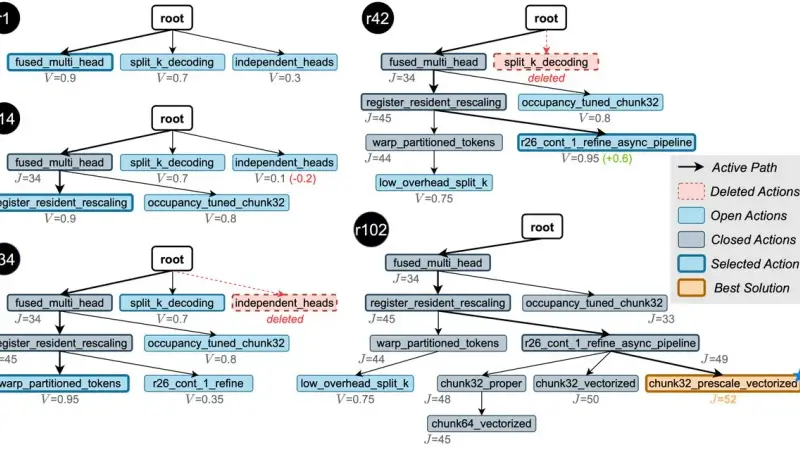 r1
root
fused_multi_head
split_k_decoding
independent_heads
V=0.9
V=0.7
V=0.3
14
root
fused_multi_head
split_k_decoding
independent_heads
J=34
V=0.7
V=0.1 (-0.2)
register_resident_rescaling
occupancy_tuned_chunk32
V=0.9
V=0.8
34
root
fused_multi_head
split_k_decoding
independent_heads
J=34
V=0.7
deleted
register_resident_rescaling
occupancy_tuned_chunk32
=45
V=0.8
warp_partitioned_tokens
r26_cont_1_refine
V=0.95
V=0.35
r42
root
fused_multi_head
split_k_decoding
J=34
deleted
register_resident_rescaling
occupancy_tuned_chunk32
J=45
V=0.8
warp_partitioned_tokens
r26_cont_1_refine_async_pipeline
J=44
V=0.95 (+0.6)
low_overhead_split_k
V=0.75
r102
root
fused_multi_head
J=34
register_resident_rescaling
occupancy_tuned_chunk32
J=45
J=33
warp_partitioned_tokens
r26_cont_1_refine_async_pipeline
J=44
J=49
low_overhead_split_k
chunk32_proper
chunk32_vectorized
chunk32_prescale_vectorized
V=0.75
J=48
J=50
J=52
chunk64_vectorized
J=45
Active Path
Deleted Actions
Open Actions
Closed Actions
Selected Action
Best Solution